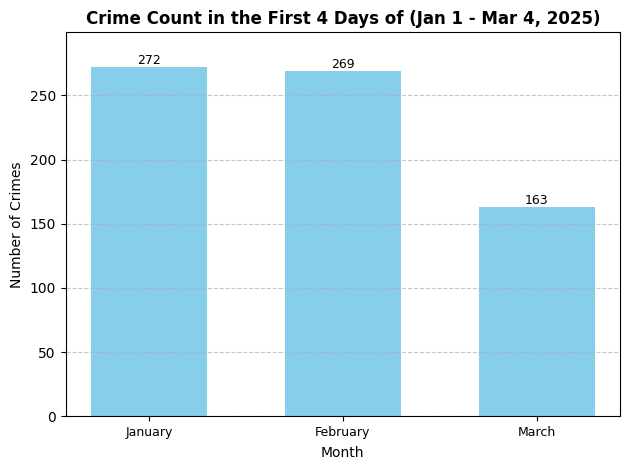 Crime Count in the First 4 Days of (Jan 1 - Mar 4, 2025)
272
269
163
250
200
150
100
50
0
Number of Crimes
January
February
March
Month